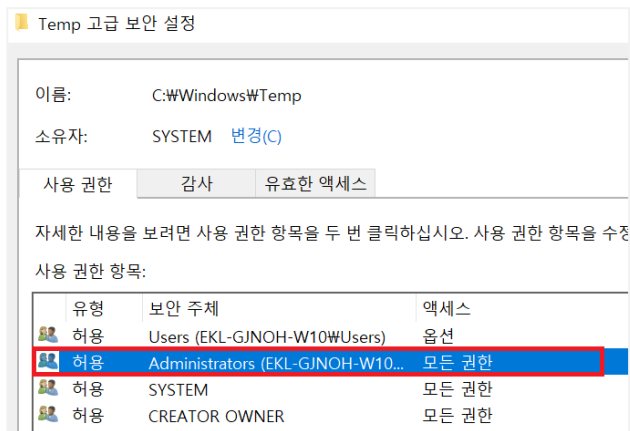 Temp 고급 보안 설정
이름: C:₩Windows₩Temp
소유자: SYSTEM 변경(C)
사용 권한 감사 유효한 액세스
자세한 내용을 보려면 사용 권한 항목을 두 번 클릭하십시오. 사용 권한 항목을 수정
사용 권한 항목:
유형 보안 주체 액세스
허용 Users (EKL-GJNOH-W10₩Users) 옵션
허용 Administrators (EKL-GJNOH-W10... 모든 권한
허용 SYSTEM 모든 권한
허용 CREATOR OWNER 모든 권한